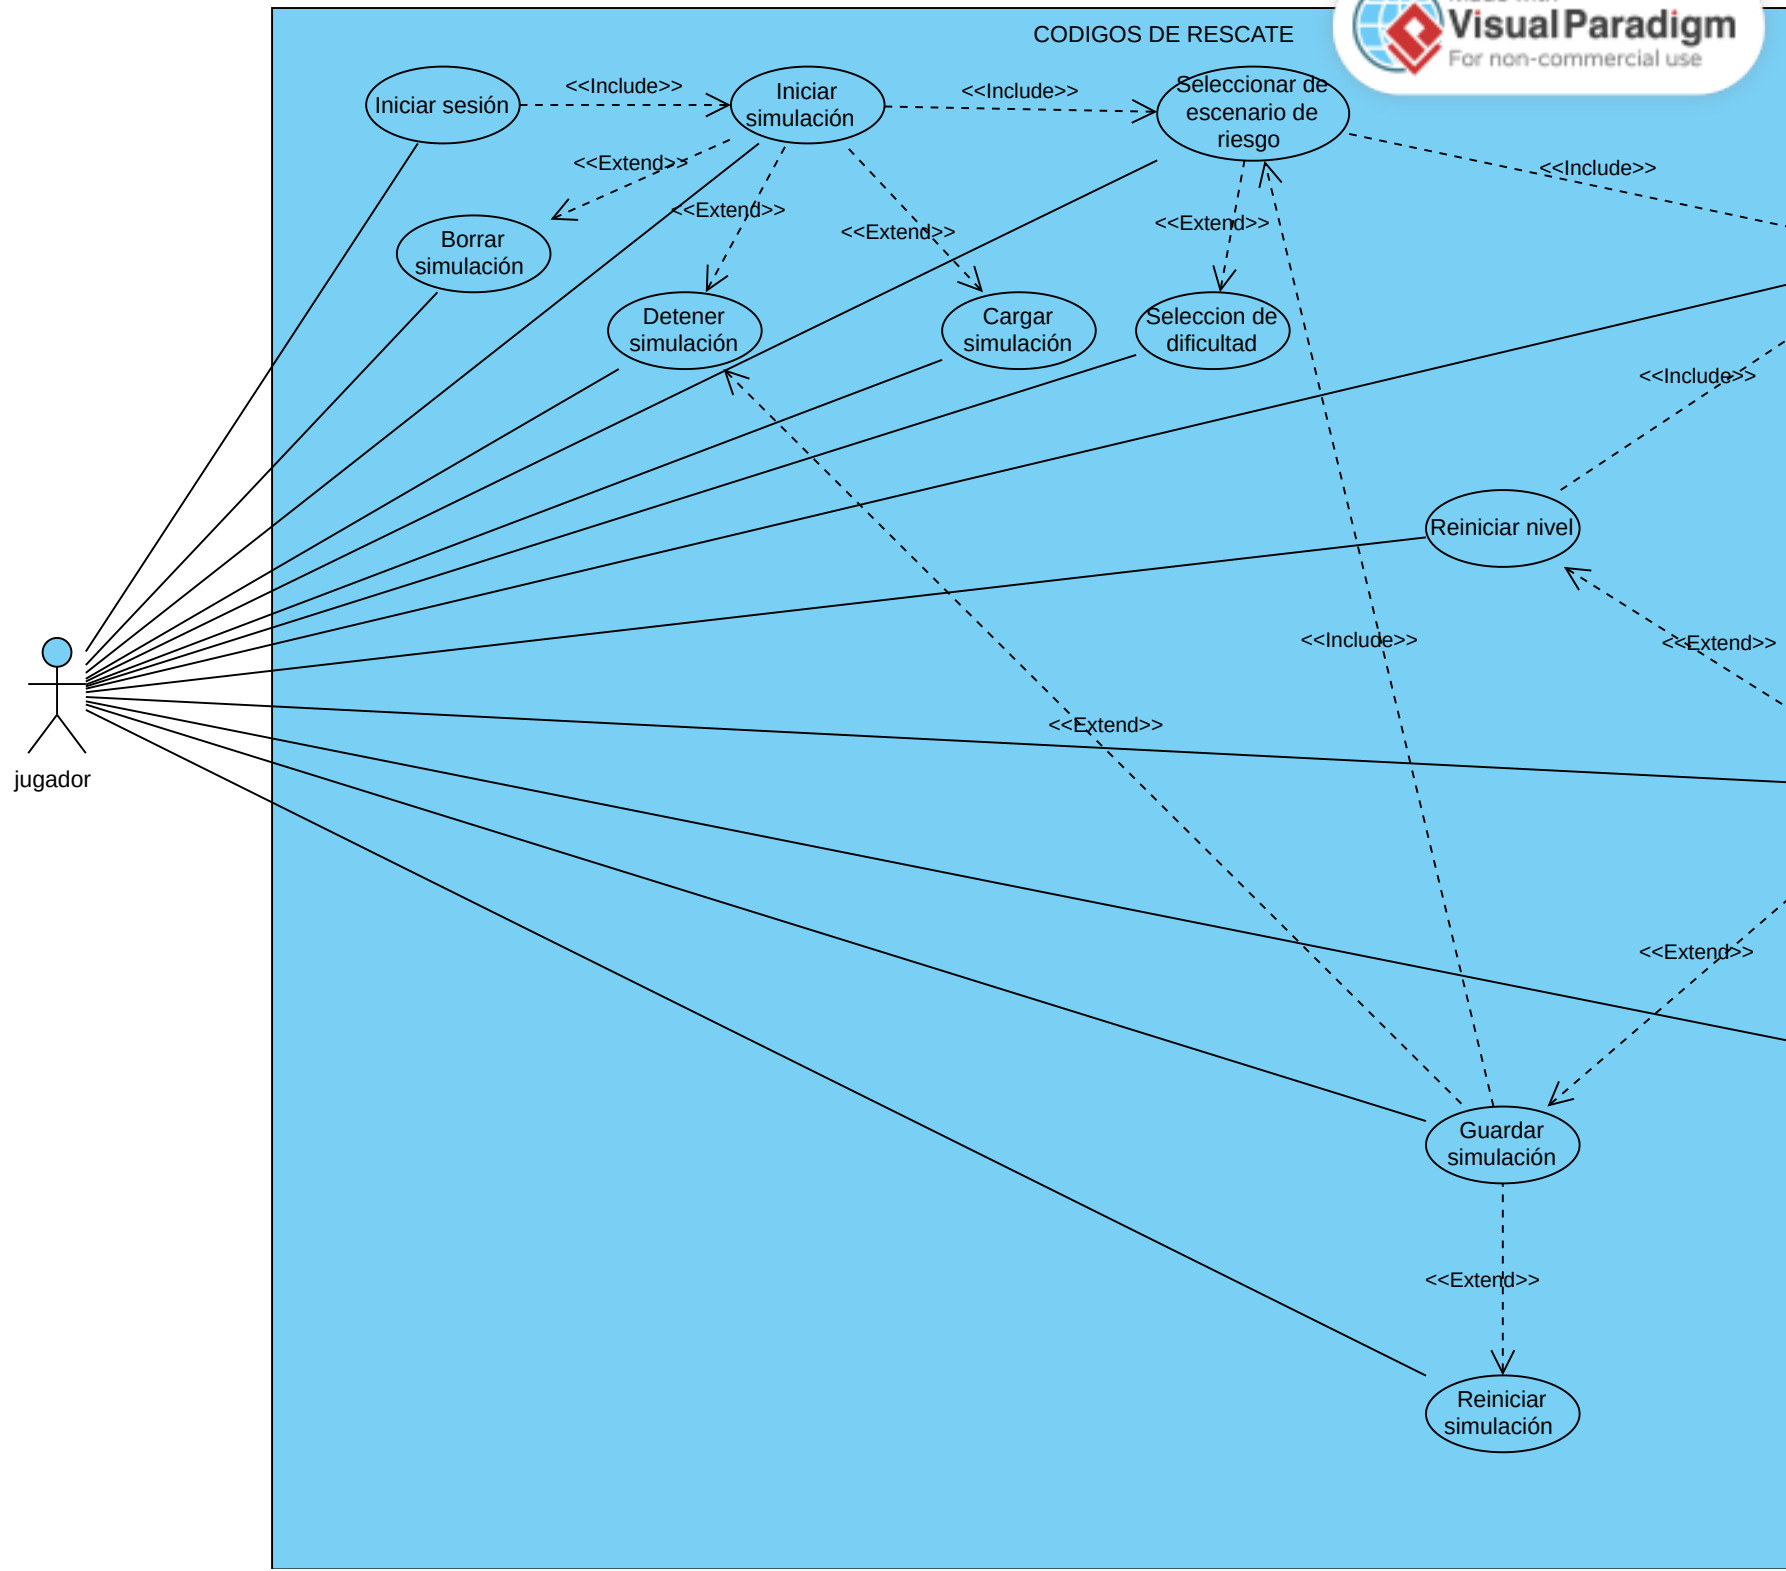 CODIGOS DE RESCATE
VisualParadigm
For non-commercial use
Iniciar sesión
<<Include>>
Iniciar
simulación
<<Include>>
Seleccionar de
escenario de
riesgo
<<Include>>
<<Extend>>
<<Extend>>
<<Extend>>
<<Extend>>
Borrar
simulación
Detener
simulación
Cargar
simulación
Seleccion de
dificultad
<<Include>>
Reiniciar nivel
<<Include>>
<<Extend>>
<<Extend>>
jugador
<<Extend>>
Guardar
simulación
<<Extend>>
Reiniciar
simulación